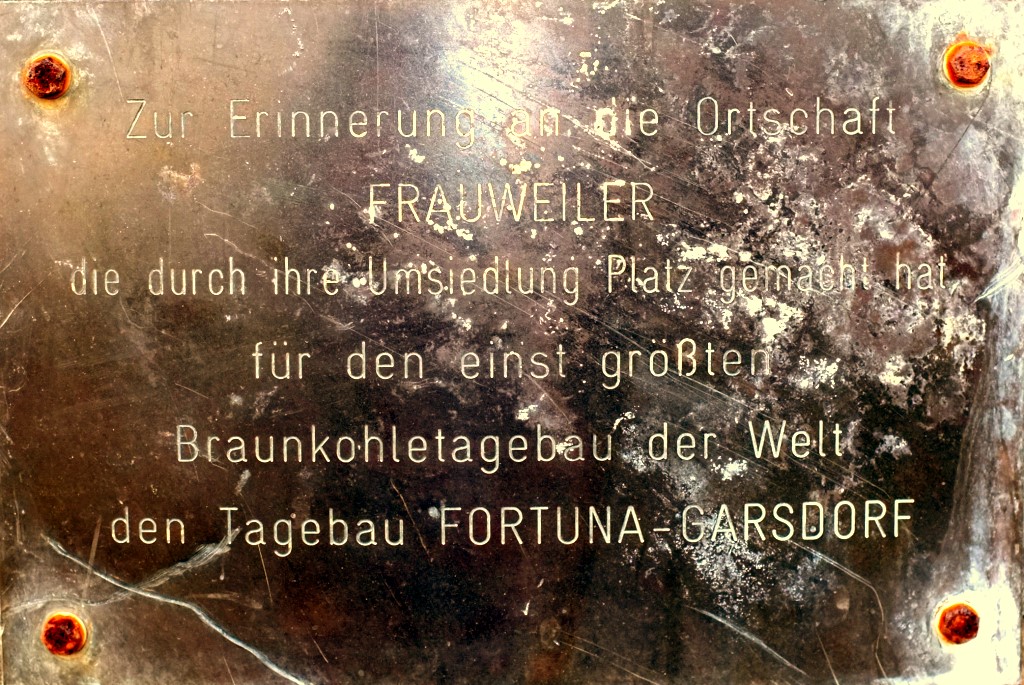 Zur Erinnerung an die Ortschaft
FRAUWEILER
die durch ihre Umsiedlung Platz gemacht hat,
für den einst größten
Braunkohletagebau der Welt
den Tagebau FORTUNA-GARSDORF